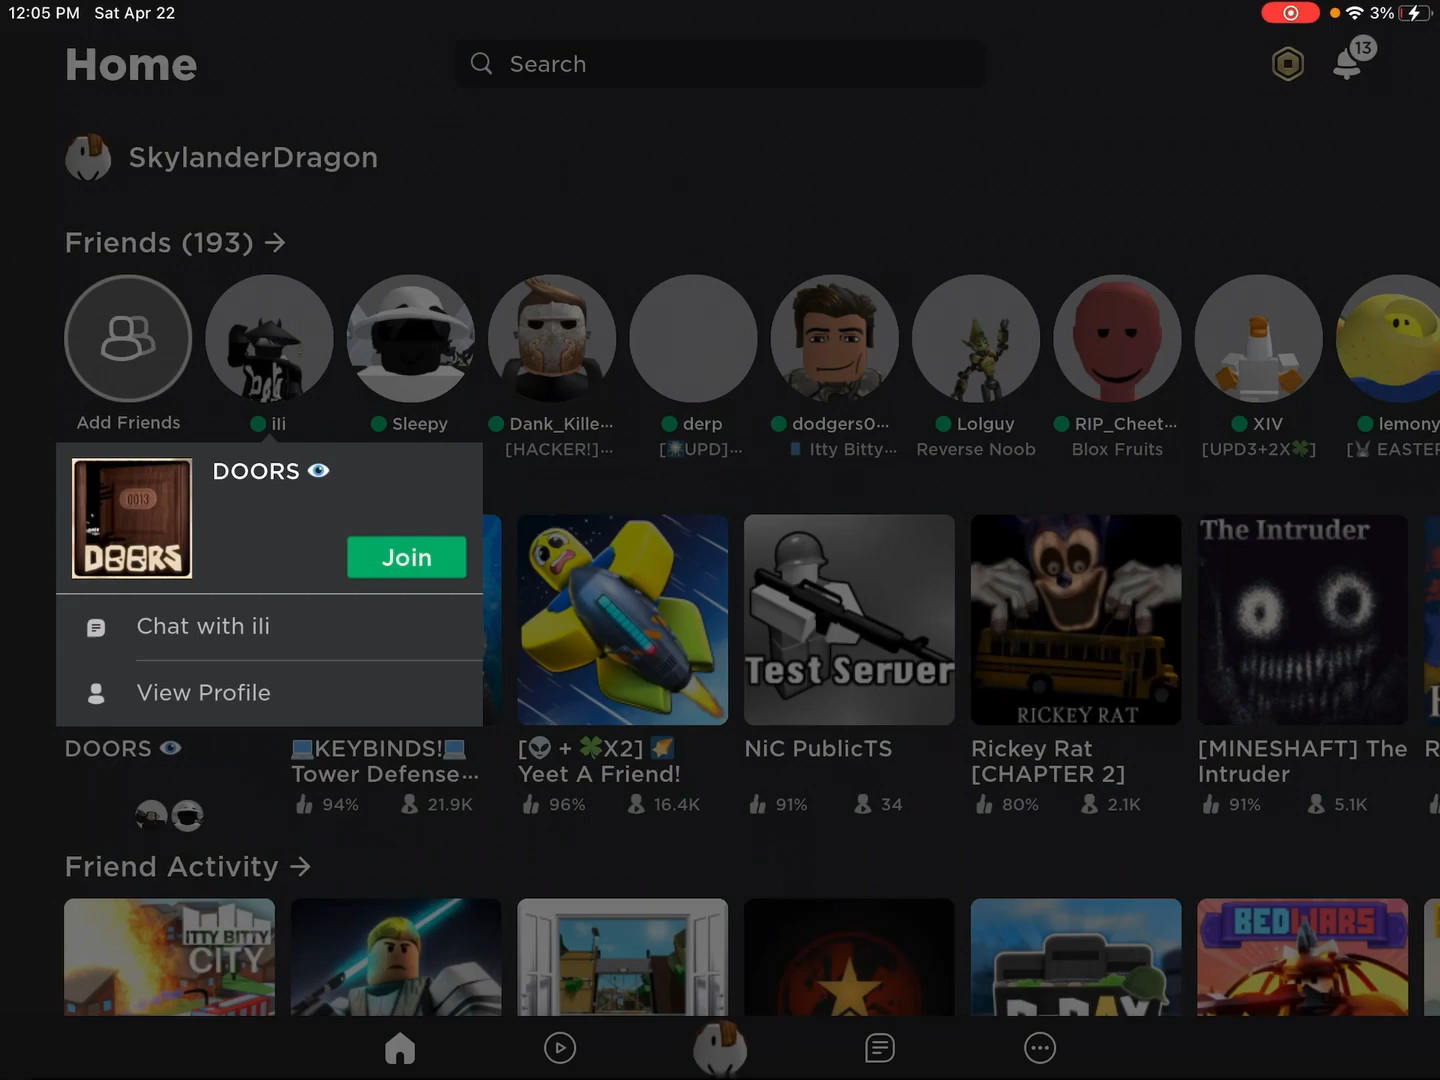 12:05 PM Sat Apr 22
3%
Home
Search
13
SkylanderDragon
Friends (193) →
Add Friends
ili
Sleepy
Dank_Kille...
derp
dodgers0...
Lolguy
RIP_Cheet...
XIV
lemony
[HACKER!]...
[💥UPD]...
Itty Bitty...
Reverse Noob
Blox Fruits
[UPD3+2X🍀]
[🐰 EASTER
DOORS 👁️
0013
DOORS
Join
Chat with ili
View Profile
Test Server
RICKEY RAT
The Intruder
DOORS 👁️
💻KEYBINDS!💻
Tower Defense...
94% 21.9K
[👽 + 🍀X2] 🌠
Yeet A Friend!
96% 16.4K
NiC PublicTS
91% 34
Rickey Rat
[CHAPTER 2]
80% 2.1K
[MINESHAFT] The
Intruder
91% 5.1K
R
Friend Activity →
ITTY BITTY
CITY
D-DAY
BEDWARS